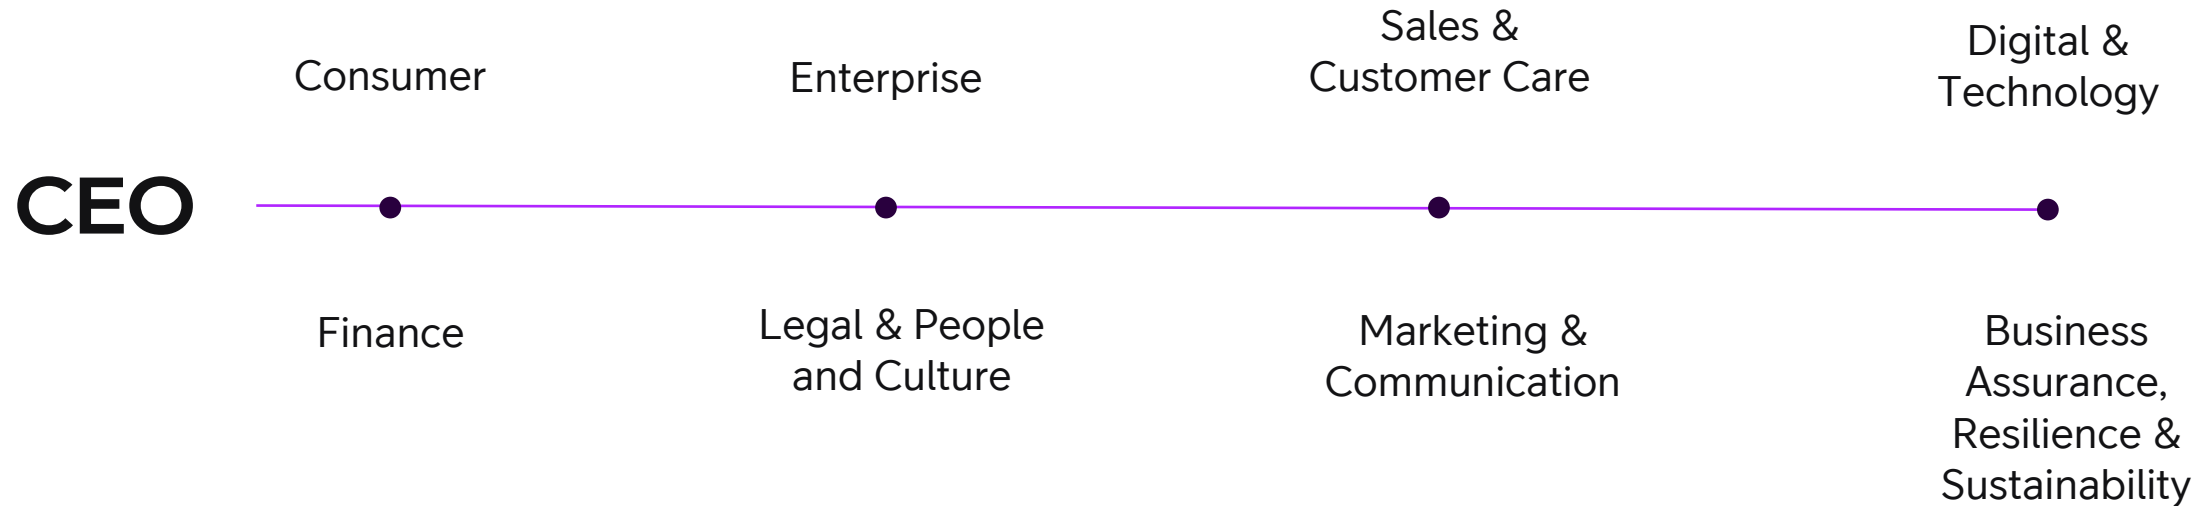 Consumer
Enterprise
Sales &
Customer Care
Digital &
Technology
CEO
Finance
Legal & People
and Culture
Marketing &
Communication
Business
Assurance,
Resilience &
Sustainability